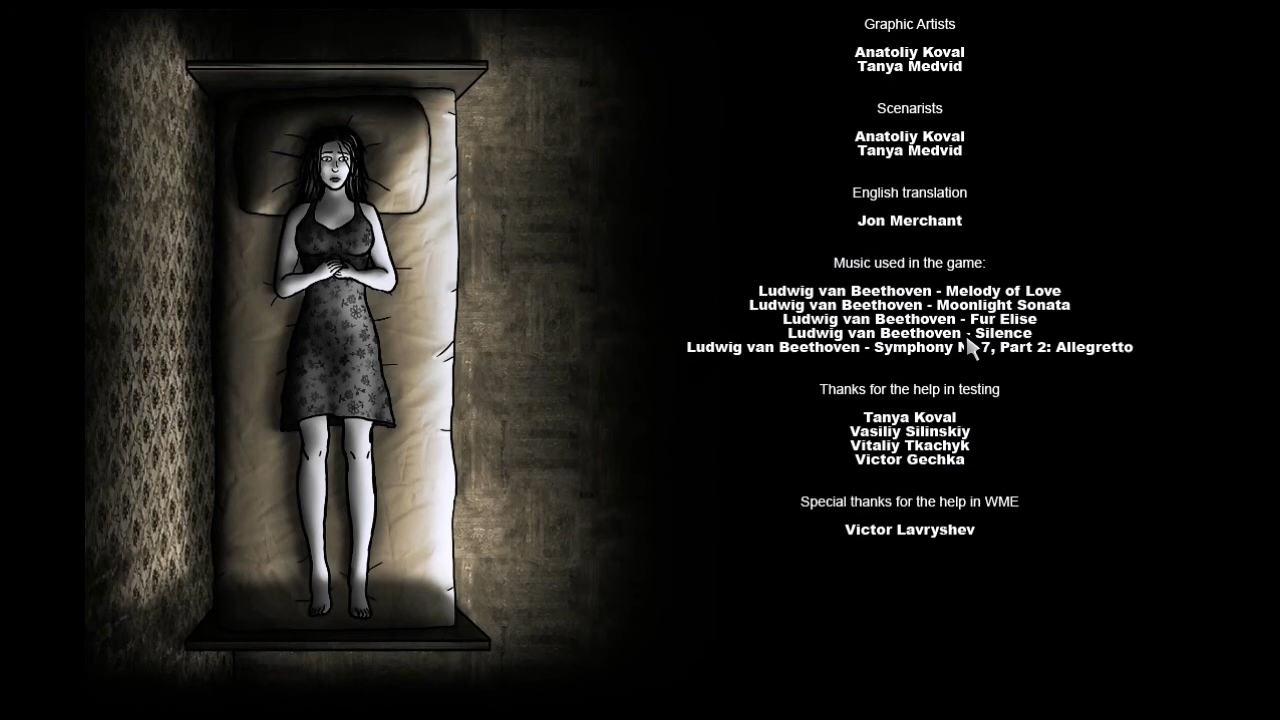 Graphic Artists
Anatoliy Koval
Tanya Medvid
Scenarists
Anatoliy Koval
Tanya Medvid
English translation
Jon Merchant
Music used in the game:
Ludwig van Beethoven - Melody of Love
Ludwig van Beethoven - Moonlight Sonata
Ludwig van Beethoven - Fur Elise
Ludwig van Beethoven - Silence
Ludwig van Beethoven - Symphony 7, Part 2: Allegretto
Thanks for the help in testing
Tanya Koval
Vasiliy Silinskiy
Vitaliy Tkachyk
Victor Gechka
Special thanks for the help in WME
Victor Lavryshev